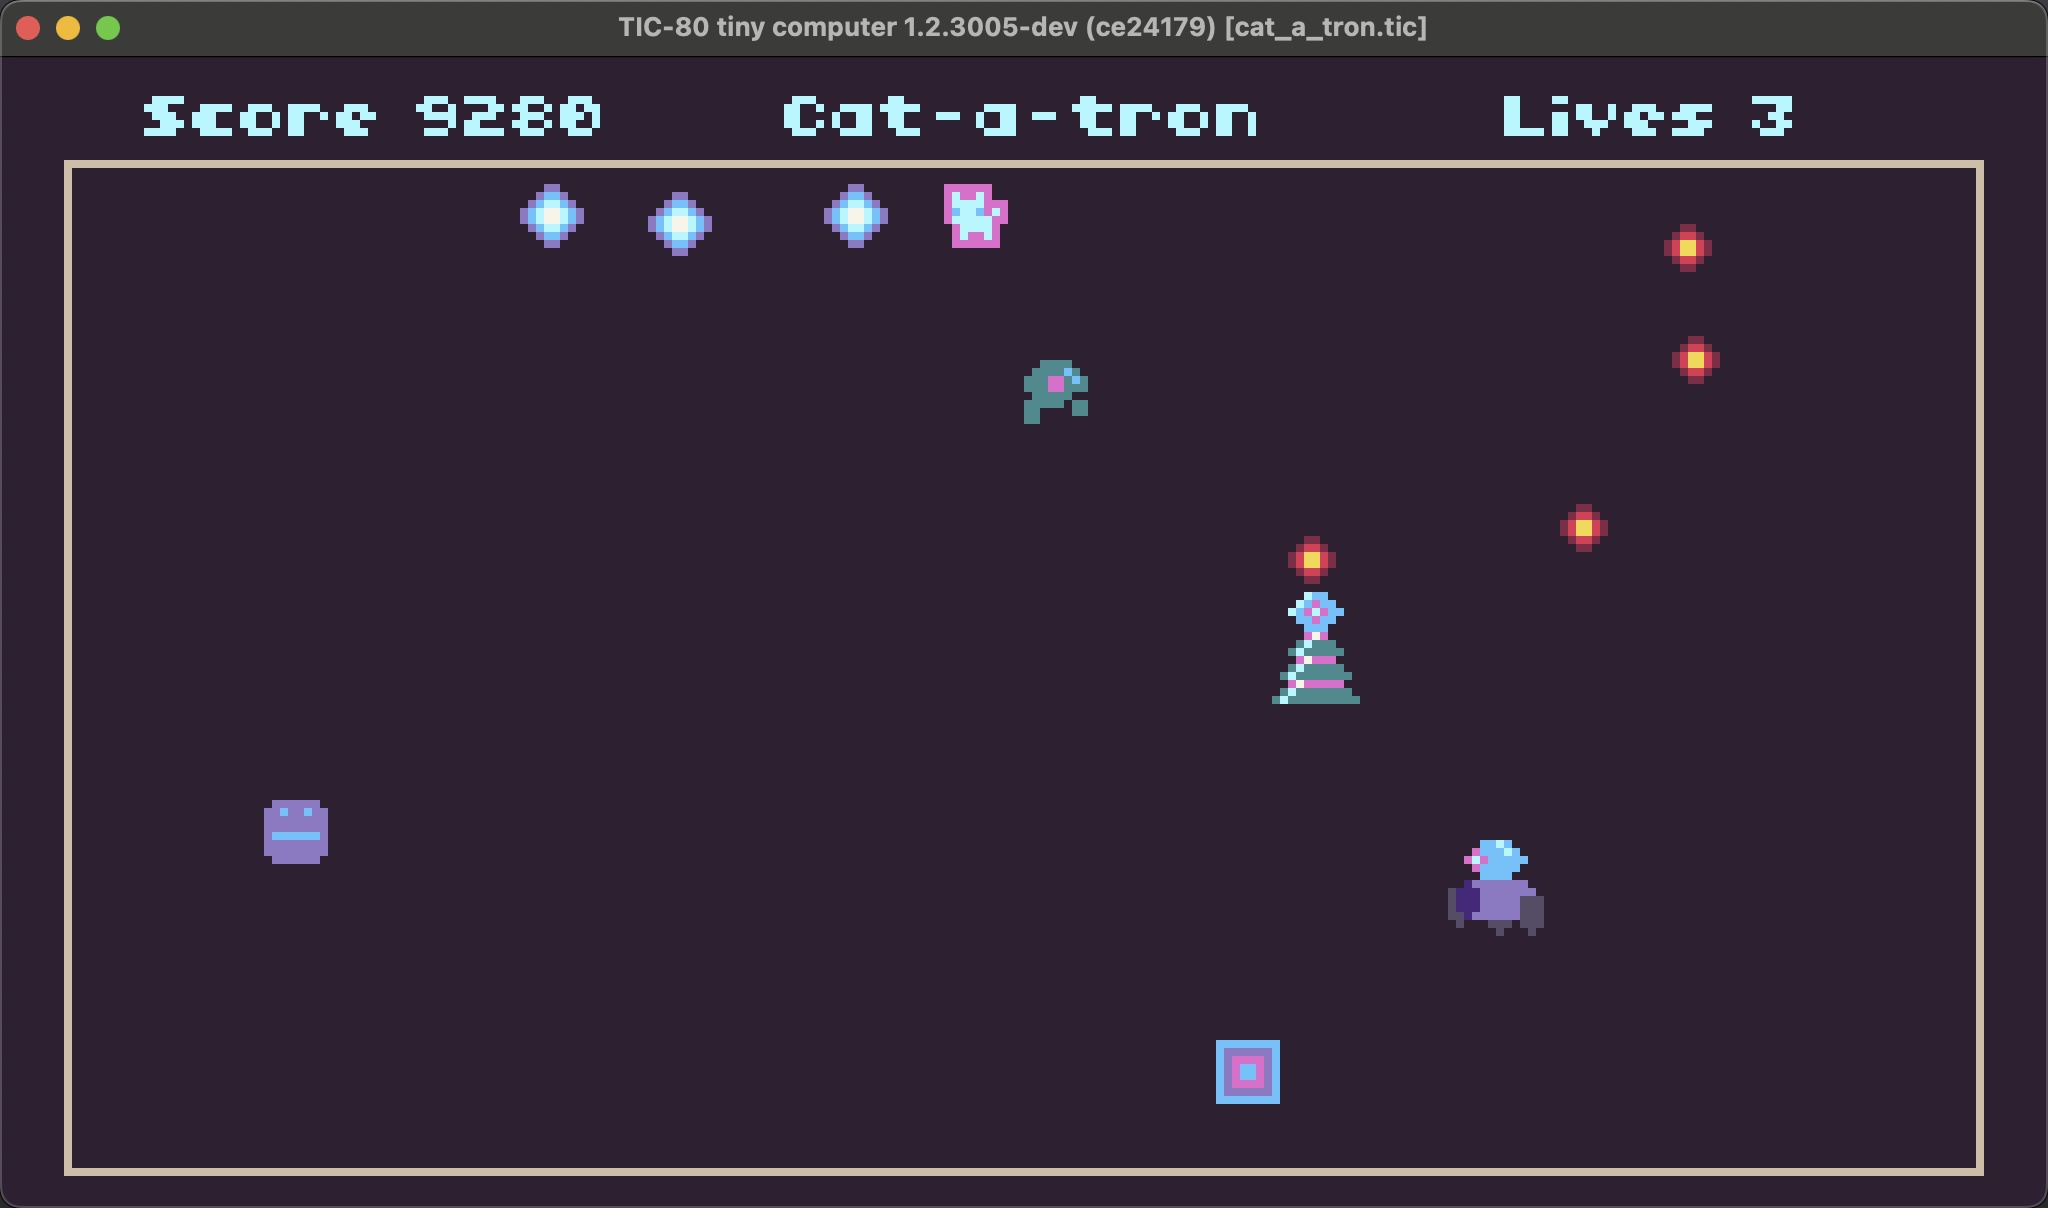 TIC-80 tiny computer 1.2.3005-dev (ce24179) [cat_a_tron.tic]
Score 9280 Cat-a-tron Lives 3